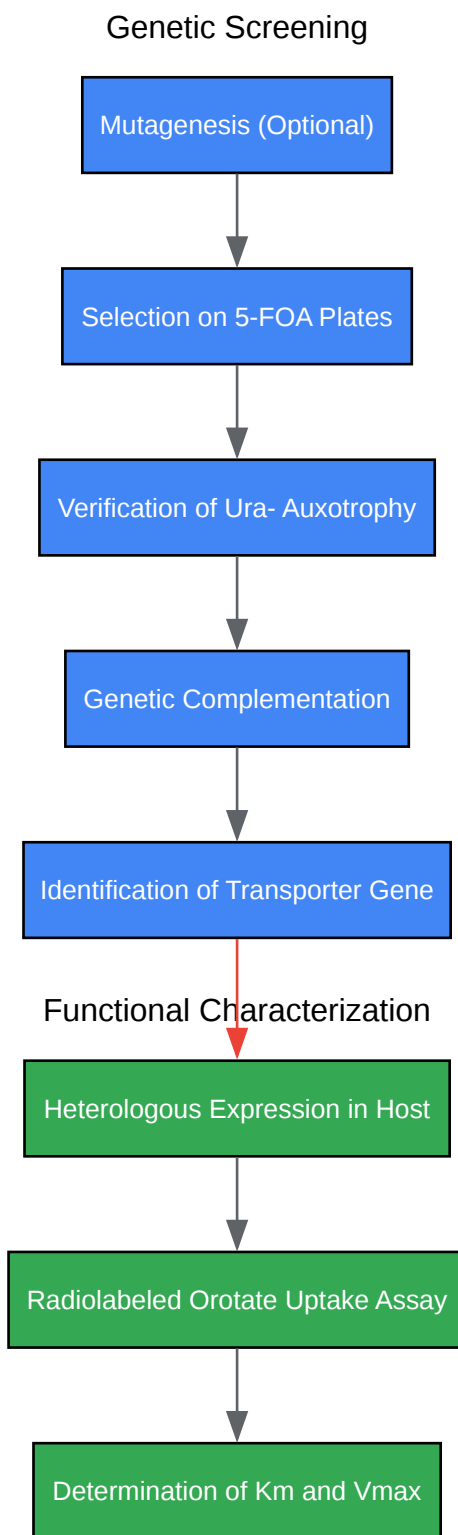 Genetic Screening
Mutagenesis (Optional)
Selection on 5-FOA Plates
Verification of Ura- Auxotrophy
Genetic Complementation
Identification of Transporter Gene
Functional Characterization
Heterologous Expression in Host
Radiolabeled Orotate Uptake Assay
Determination of Km and Vmax